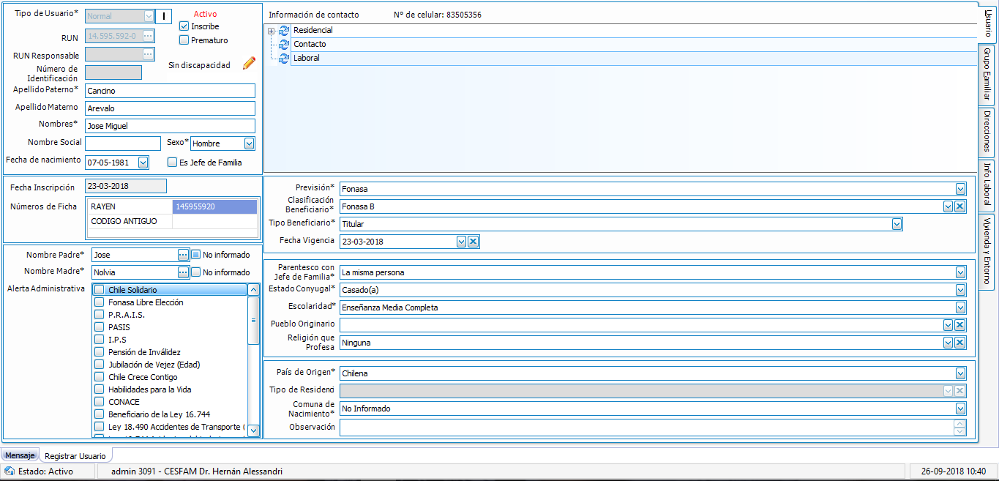 Tipo de Usuario* Normal I Activo
Inscribe
RUN 14.595.592-0 ...
Prematuro
RUN Responsable ...
Sin discapacidad
Número de
Identificación
Apellido Paterno* Cancino
Apellido Materno Arevalo
Nombres* Jose Miguel
Nombre Social Sexo* Hombre
Fecha de nacimiento 07-05-1981 Es Jefe de Familia
Fecha Inscripción 23-03-2018
Números de Ficha RAYEN 145955920
CODIGO ANTIGUO
Nombre Padre* Jose ... No informado
Nombre Madre* Nolvia ... No informado
Alerta Administrativa Chile Solidario
Fonasa Libre Elección
P.R.A.I.S.
PASIS
I.P.S
Pensión de Inválidez
Jubilación de Vejez (Edad)
Chile Crece Contigo
Habilidades para la Vida
CONACE
Beneficiario de la Ley 16.744
Ley 18.490 Accidentes de Transporte (
Información de contacto N° de celular: 83505356
Residencial
Contacto
Laboral
Previsión* Fonasa
Clasificación
Beneficiario* Fonasa B
Tipo Beneficiario* Titular
Fecha Vigencia 23-03-2018
Parentesco con
Jefe de Familia* La misma persona
Estado Conyugal* Casado(a)
Escolaridad* Enseñanza Media Completa
Pueblo Originario
Religión que
Profesa Ninguna
País de Origen* Chilena
Tipo de Residenci
Comuna de
Nacimiento* No Informado
Observación
Usuario
Grupo Familiar
Direcciones
Info Laboral
Vivienda y Entorno
Mensaje Registrar Usuario
Estado: Activo admin 3091 - CESFAM Dr. Hernán Alessandri 26-09-2018 10:40